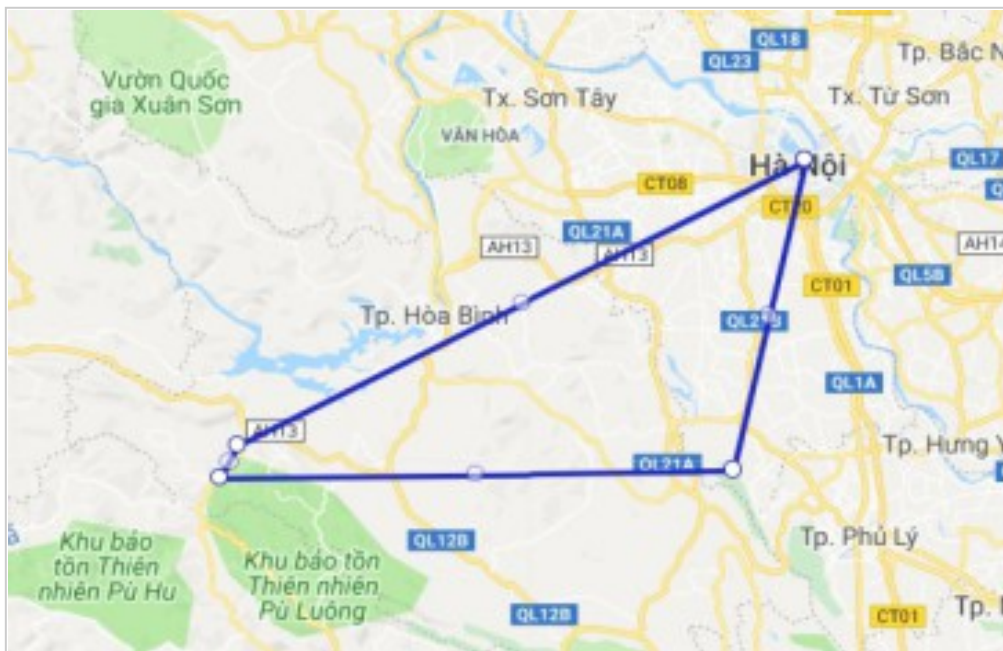 QL18
Tp. Bắc N
QL23
Vườn Quốc
gia Xuân Sơn
Tx. Sơn Tây
Tx. Từ Sơn
VÂN HÒA
QL17
Hà Nội
CT08
CT20
QL21A
AH13
AH13
AH14
QL5B
CT01
Tp. Hòa Bình
QL21B
QL1A
AH13
Tp. Hưng Y
QL21A
QL12B
Tp. Phủ Lý
Khu bảo
tồn Thiên
nhiên Pù Hu
Khu bảo tồn
Thiên nhiên
Pù Luông
QL12B
CT01
Tp.